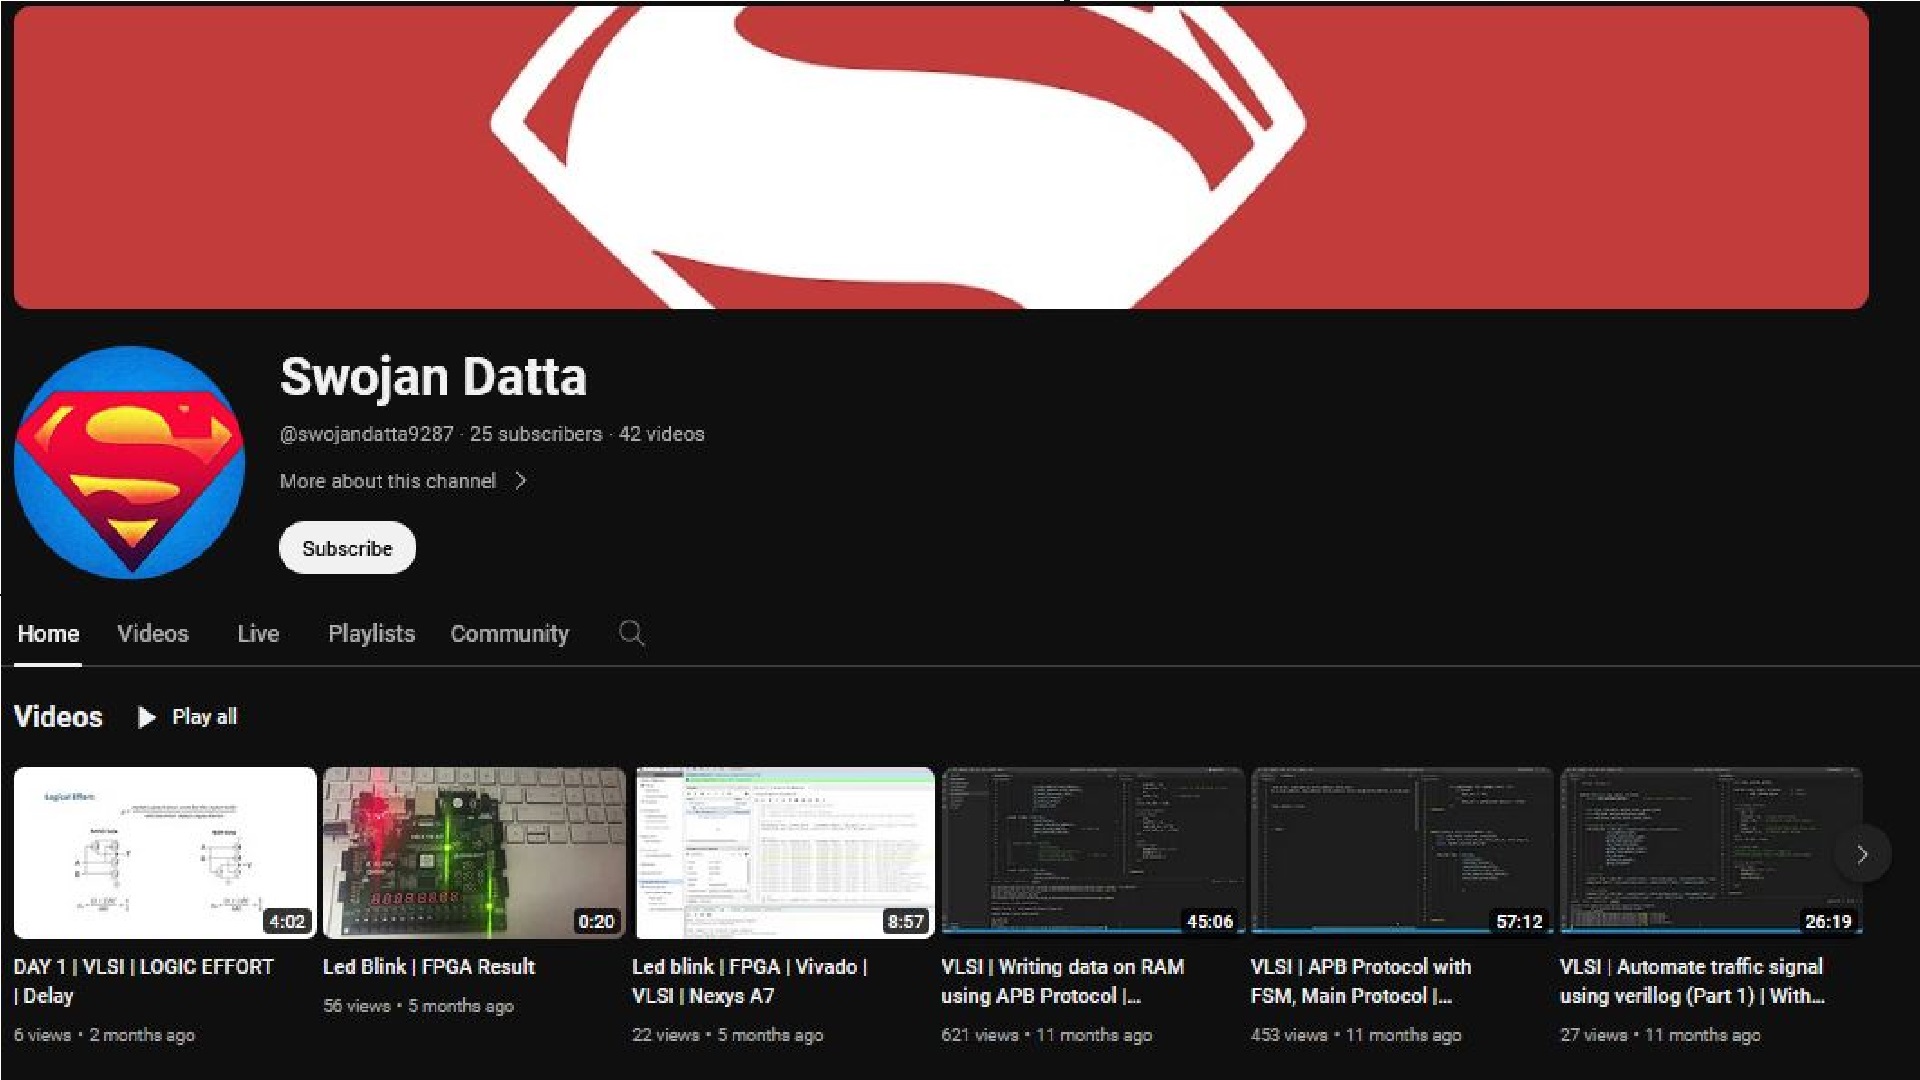 Swojan Datta
@swojandatta9287 · 25 subscribers · 42 videos
More about this channel
Subscribe
Home Videos Live Playlists Community
Videos Play all
Logical Effort
4:02
0:20
8:57
45:06
57:12
26:19
DAY 1 | VLSI | LOGIC EFFORT
| Delay
6 views • 2 months ago
Led Blink | FPGA Result
56 views • 5 months ago
Led blink | FPGA | Vivado |
VLSI | Nexys A7
22 views • 5 months ago
VLSI | Writing data on RAM
using APB Protocol |...
621 views • 11 months ago
VLSI | APB Protocol with
FSM, Main Protocol |...
453 views • 11 months ago
VLSI | Automate traffic signal
using verillog (Part 1) | With...
27 views • 11 months ago